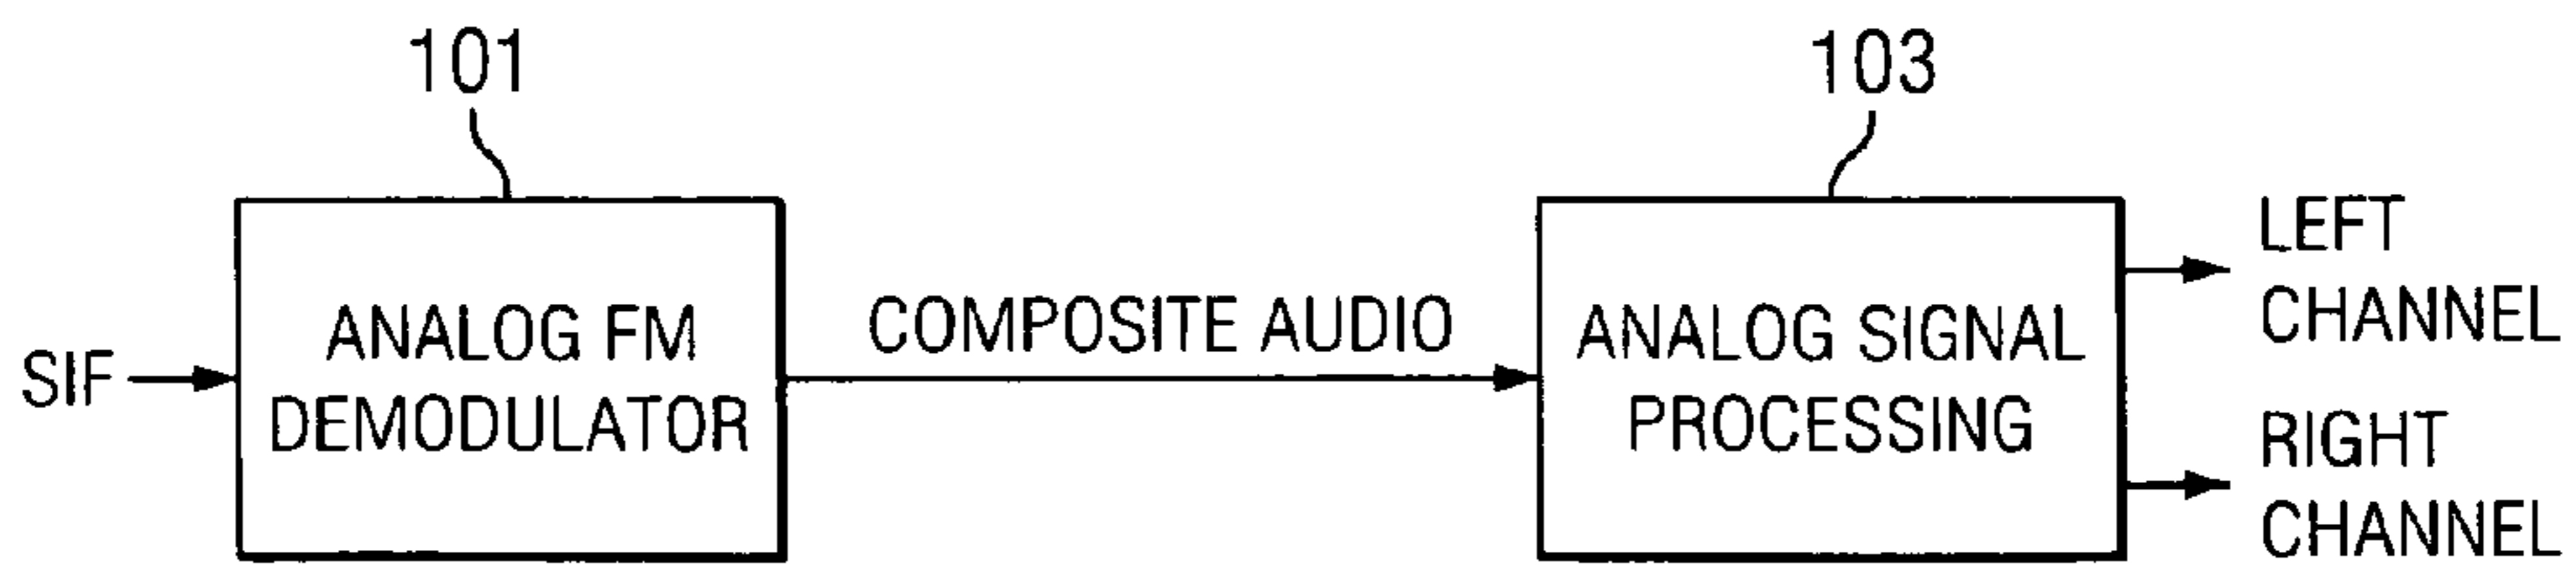 101
103
SIF
ANALOG FM
DEMODULATOR
COMPOSITE AUDIO
ANALOG SIGNAL
PROCESSING
LEFT
CHANNEL
RIGHT
CHANNEL